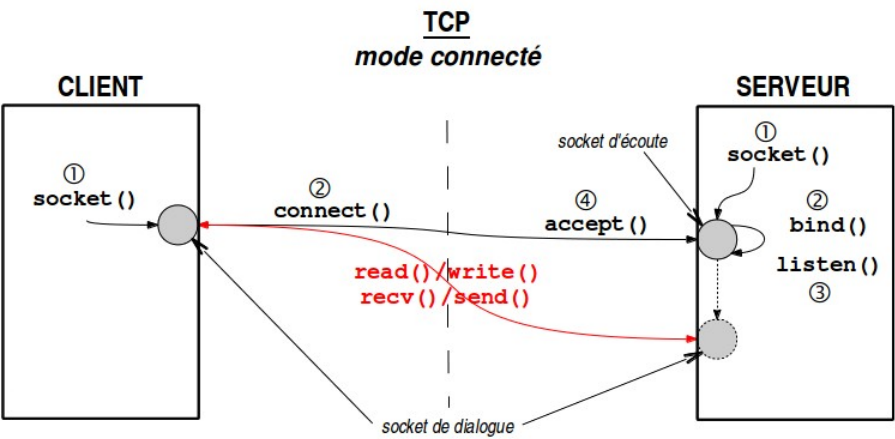 TCP
mode connecté
CLIENT
SERVEUR
socket d'écoute
①
socket()
①
socket()
②
connect()
④
accept()
②
bind()
listen()
③
read()/write()
recv()/send()
socket de dialogue